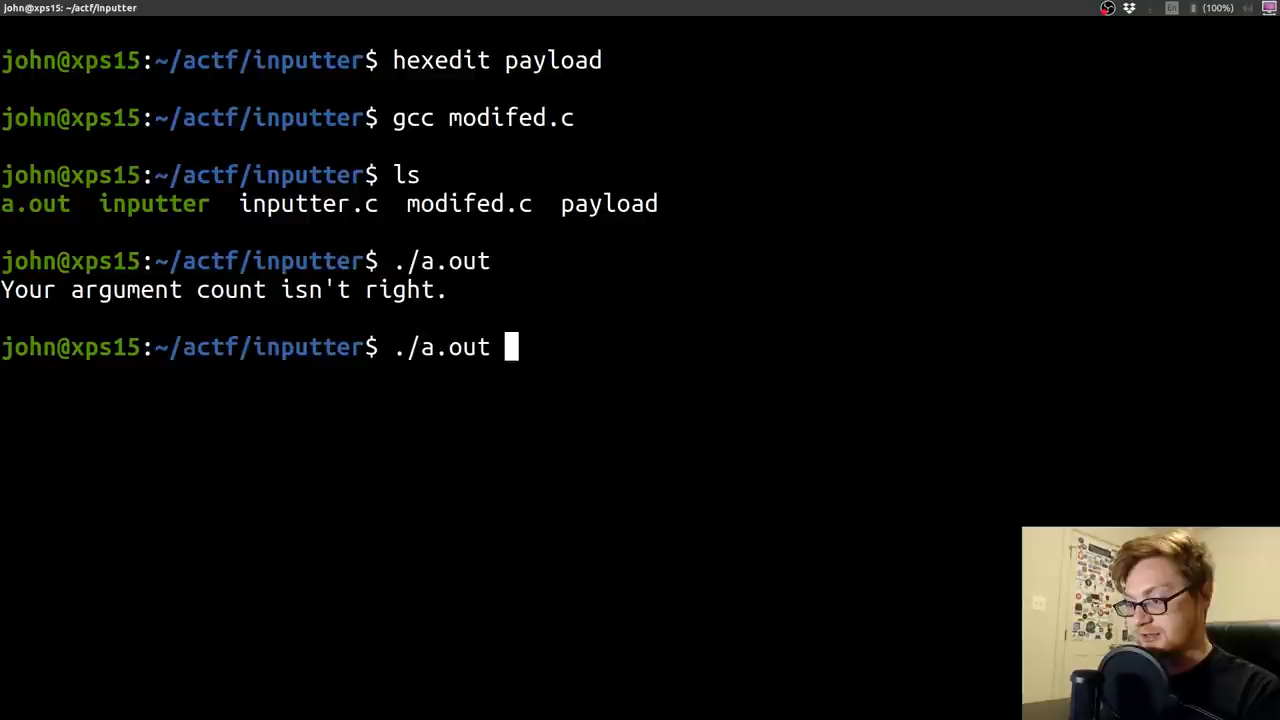 john@xps15: ~/actf/inputter
En
(100%)
john@xps15:~/actf/inputter$ hexedit payload
john@xps15:~/actf/inputter$ gcc modifed.c
john@xps15:~/actf/inputter$ ls
a.out inputter inputter.c modifed.c payload
john@xps15:~/actf/inputter$ ./a.out
Your argument count isn't right.
john@xps15:~/actf/inputter$ ./a.out